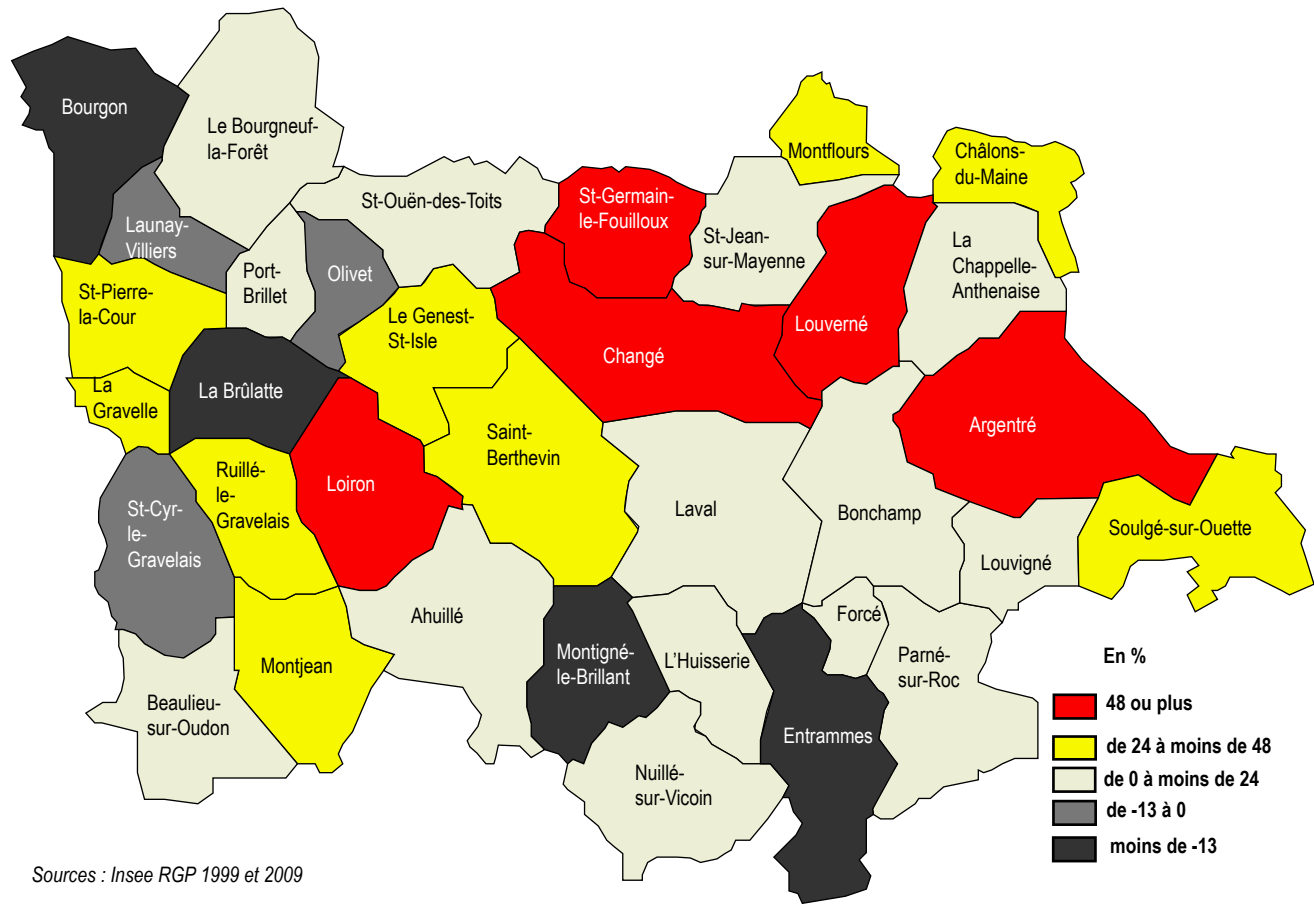 Bourgon
Le Bourgneuf-
la-Forêt
Launay-
Villiers
St-Ouën-des-Toits
St-Germain-
le-Fouilloux
Montflours
Châlons-
du-Maine
St-Jean-
sur-Mayenne
La
Chappelle-
Anthenaise
Port-
Brillet
Olivet
St-Pierre-
la-Cour
Le Genest-
St-Isle
Changé
Louverné
La
Gravelle
La Brûlatte
Argentré
Saint-
Berthevin
Ruillé-
le-
Gravelais
Loiron
St-Cyr-
le-
Gravelais
Laval
Bonchamp
Soulgé-sur-Ouette
Louvigné
Ahuillé
Forcé
Montjean
Montigné-
le-Brillant
L'Huisserie
Parné-
sur-Roc
Beaulieu-
sur-Oudon
Entrammes
Nuillé-
sur-Vicoin
En %
48 ou plus
de 24 à moins de 48
de 0 à moins de 24
de -13 à 0
moins de -13
Sources : Insee RGP 1999 et 2009